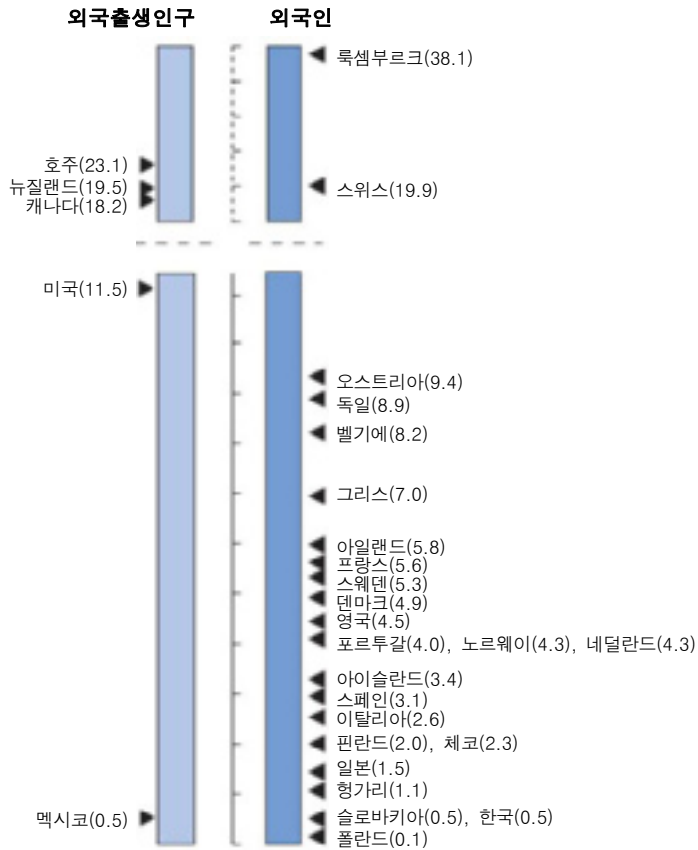 외국출생인구 외국인
룩셈부르크(38.1)
호주(23.1)
뉴질랜드(19.5)
스위스(19.9)
캐나다(18.2)
미국(11.5)
오스트리아(9.4)
독일(8.9)
벨기에(8.2)
그리스(7.0)
아일랜드(5.8)
프랑스(5.6)
스웨덴(5.3)
덴마크(4.9)
영국(4.5)
포르투갈(4.0), 노르웨이(4.3), 네덜란드(4.3)
아이슬란드(3.4)
스페인(3.1)
이탈리아(2.6)
핀란드(2.0), 체코(2.3)
일본(1.5)
헝가리(1.1)
멕시코(0.5)
슬로바키아(0.5), 한국(0.5)
폴란드(0.1)